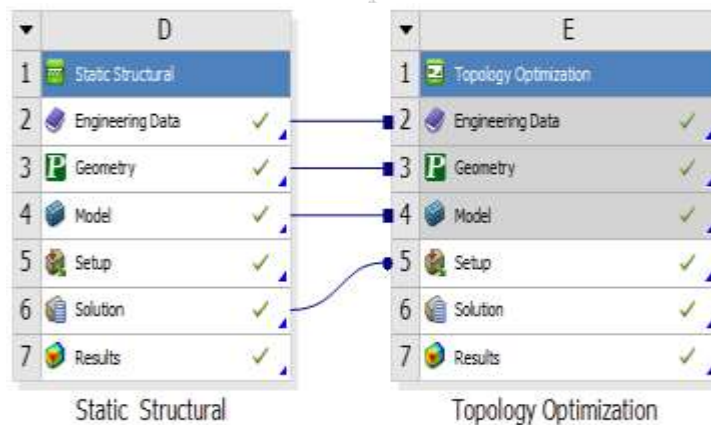 D
1 Static Structural
2 Engineering Data
3 P Geometry
4 Model
5 Setup
6 Solution
7 Results
Static Structural
E
1 Topology Optimization
2 Engineering Data
3 P Geometry
4 Model
5 Setup
6 Solution
7 Results
Topology Optimization